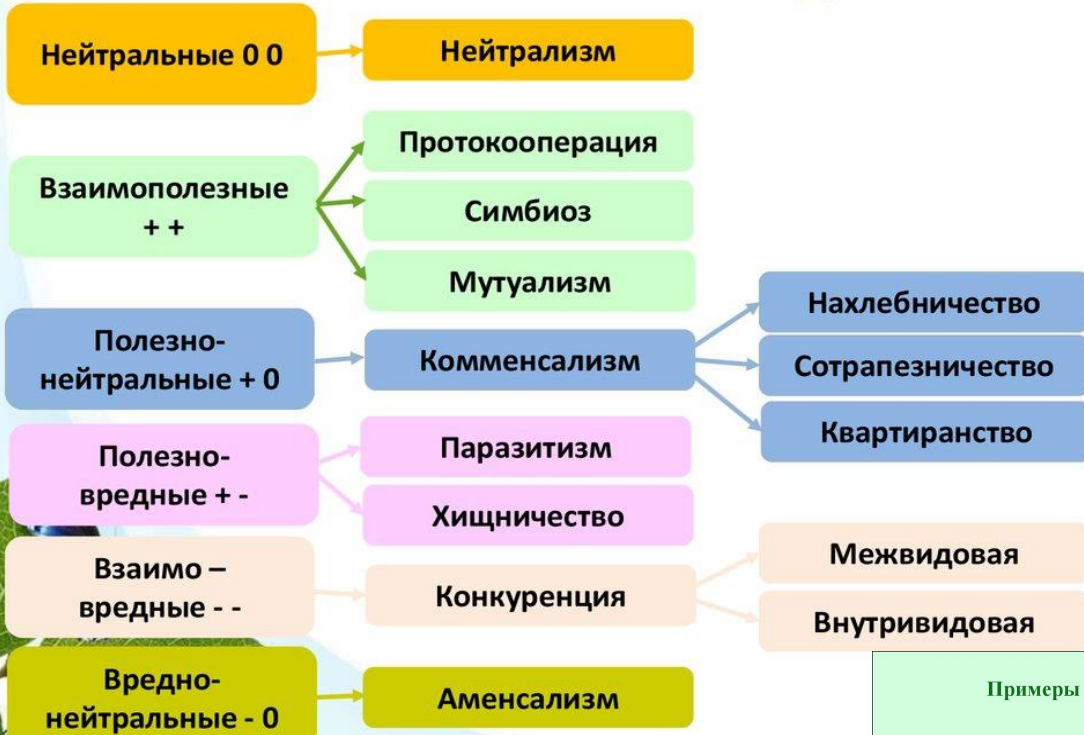 Нейтральные 0 0
Нейтрализм
Взаимополезные
+ +
Протокооперация
Симбиоз
Мутуализм
Полезно-
нейтральные + 0
Комменсализм
Нахлебничество
Сотрапезничество
Квартиранство
Полезно-
вредные + -
Паразитизм
Хищничество
Взаимо –
вредные - -
Конкуренция
Межвидовая
Внутривидовая
Вредно-
нейтральные - 0
Аменсализм
Примеры